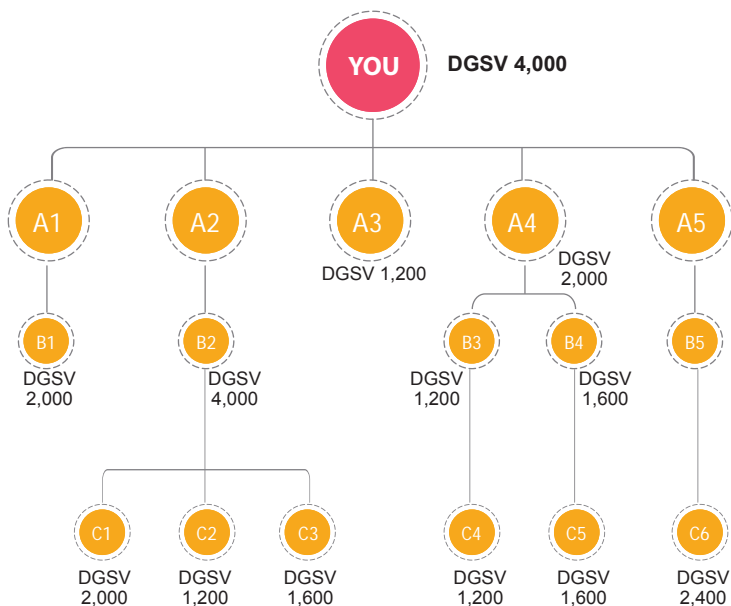 YOU
DGSV 4,000
A1
A2
A3
A4
A5
DGSV 1,200
DGSV
2,000
B1
B2
B3
B4
B5
DGSV
2,000
DGSV
4,000
DGSV
1,200
DGSV
1,600
C1
C2
C3
C4
C5
C6
DGSV
2,000
DGSV
1,200
DGSV
1,600
DGSV
1,200
DGSV
1,600
DGSV
2,400